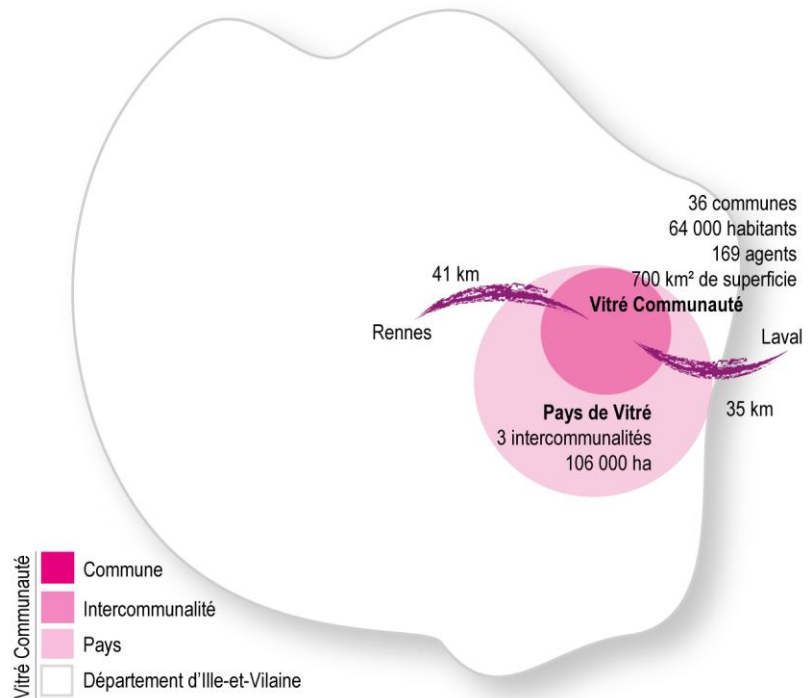 36 communes
64 000 habitants
169 agents
700 km² de superficie
Vitré Communauté
41 km
Rennes
Laval
35 km
Pays de Vitré
3 intercommunalités
106 000 ha
Vitré Communauté
Commune
Intercommunalité
Pays
Département d'Ille-et-Vilaine